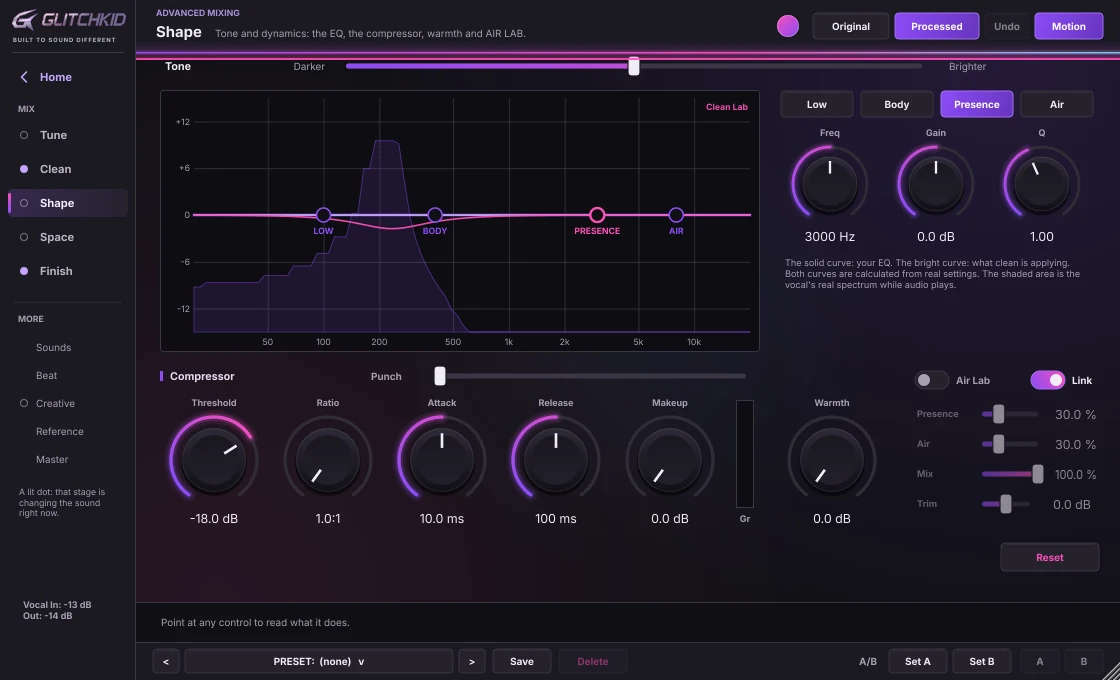 GLITCHKID
BUILT TO SOUND DIFFERENT
ADVANCED MIXING
Shape
Tone and dynamics: the EQ, the compressor, warmth and AIR LAB.
Original
Processed
Undo
Motion
Home
MIX
Tune
Clean
Shape
Space
Finish
MORE
Sounds
Beat
Creative
Reference
Master
A lit dot: that stage is
changing the sound
right now.
Vocal In: -13 dB
Out: -14 dB
Tone
Darker
Brighter
Clean Lab
+12
+6
0
-6
-12
LOW
BODY
PRESENCE
AIR
50
100
200
500
1k
2k
5k
10k
Low
Body
Presence
Air
Freq
Gain
Q
3000 Hz
0.0 dB
1.00
The solid curve: your EQ. The bright curve: what clean is applying.
Both curves are calculated from real settings. The shaded area is the
vocal's real spectrum while audio plays.
Compressor
Punch
Threshold
Ratio
Attack
Release
Makeup
-18.0 dB
1.0:1
10.0 ms
100 ms
0.0 dB
Gr
Warmth
0.0 dB
Air Lab
Link
Presence
30.0 %
Air
30.0 %
Mix
100.0 %
Trim
0.0 dB
Reset
Point at any control to read what it does.
<
PRESET: (none) v
>
Save
Delete
A/B
Set A
Set B
A
B